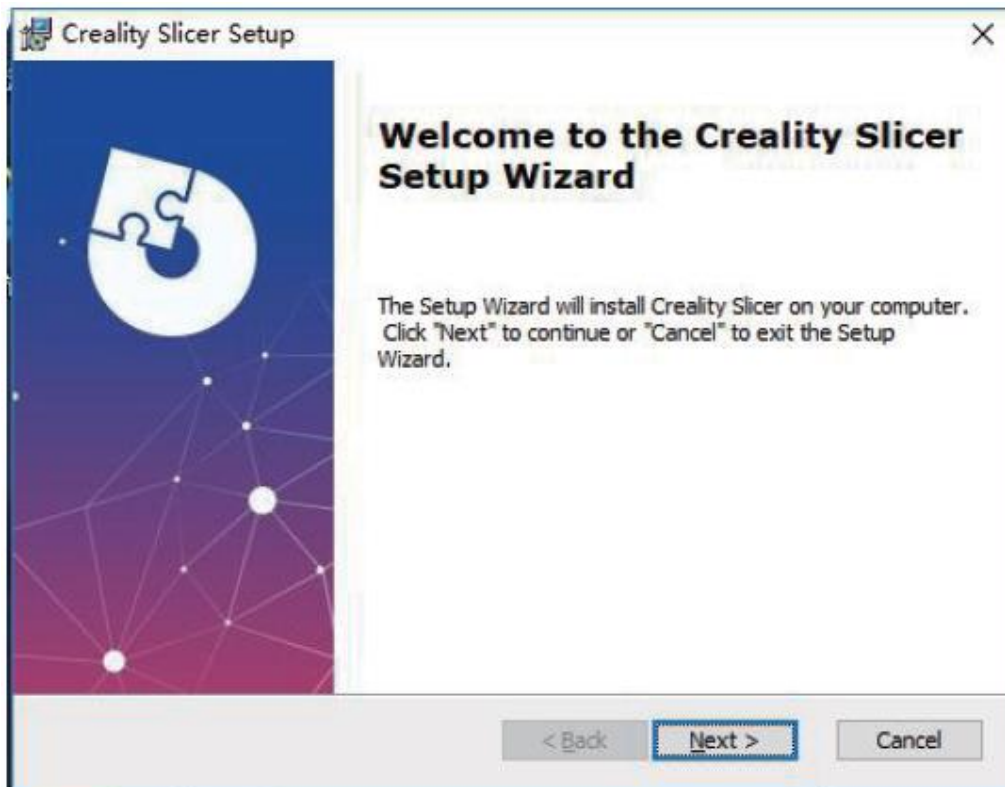 Creality Slicer Setup
Welcome to the Creality Slicer
Setup Wizard
The Setup Wizard will install Creality Slicer on your computer.
Click "Next" to continue or "Cancel" to exit the Setup
Wizard.
< Back Next > Cancel